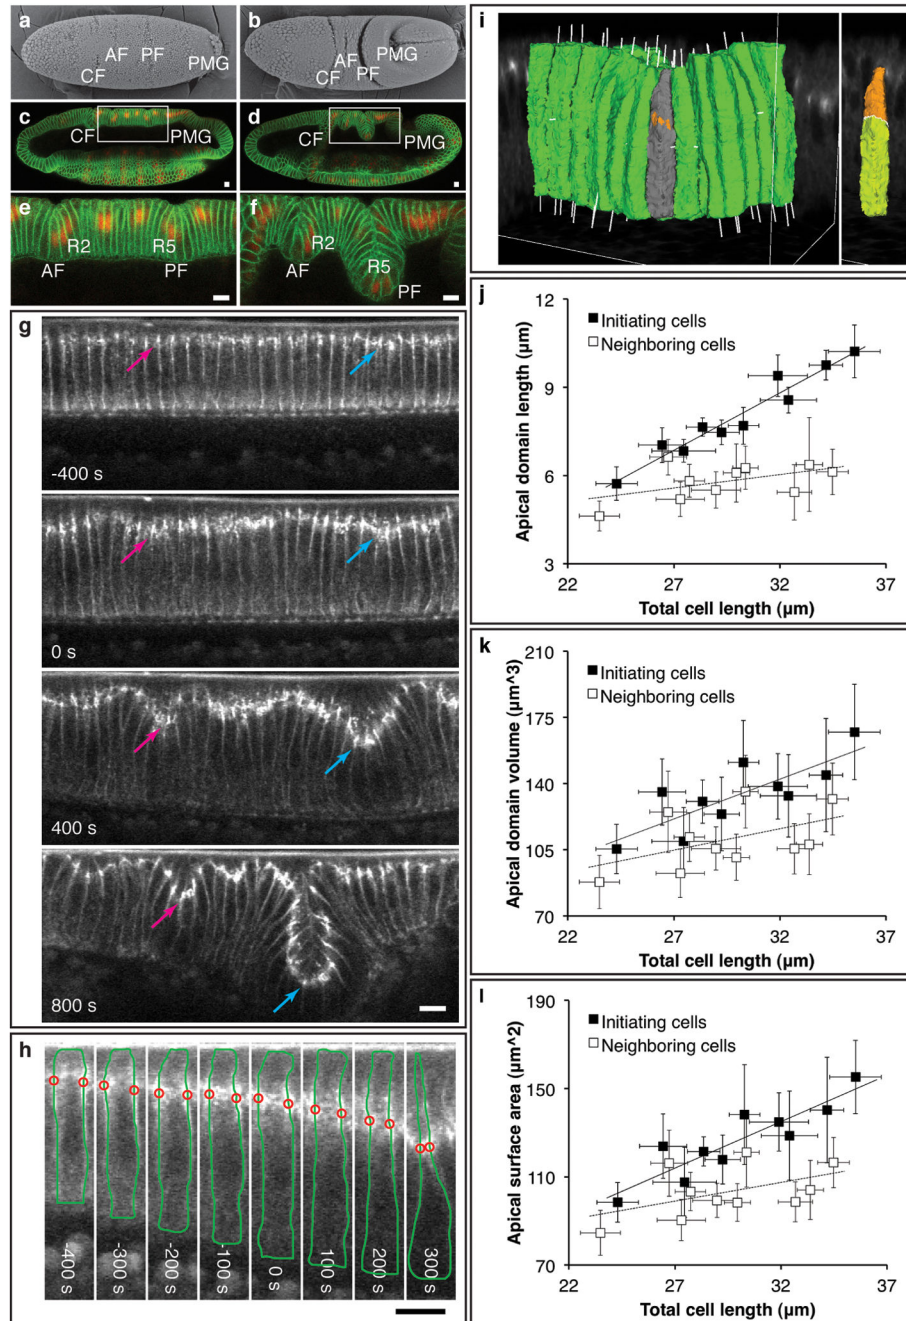 a
AF PF
CF
PMG
b
PMG
CF PF
c
CF
PMG
d
CF
PMG
e
R2 R5
AF PF
f
R2
R5
AF
PF
g
-400 s
0 s
400 s
800 s
h
-400 s
-300 s
-200 s
-100 s
0 s
100 s
200 s
300s
i
j
12
9
6
3
Apical domain length (μm)
Initiating cells
Neighboring cells
22 27 32 37
Total cell length (μm)
k
210
175
140
105
70
Apical domain volume (μm^3)
Initiating cells
Neighboring cells
22 27 32 37
Total cell length (μm)
l
190
150
110
70
Apical surface area (μm^2)
Initiating cells
Neighboring cells
22 27 32 37
Total cell length (μm)